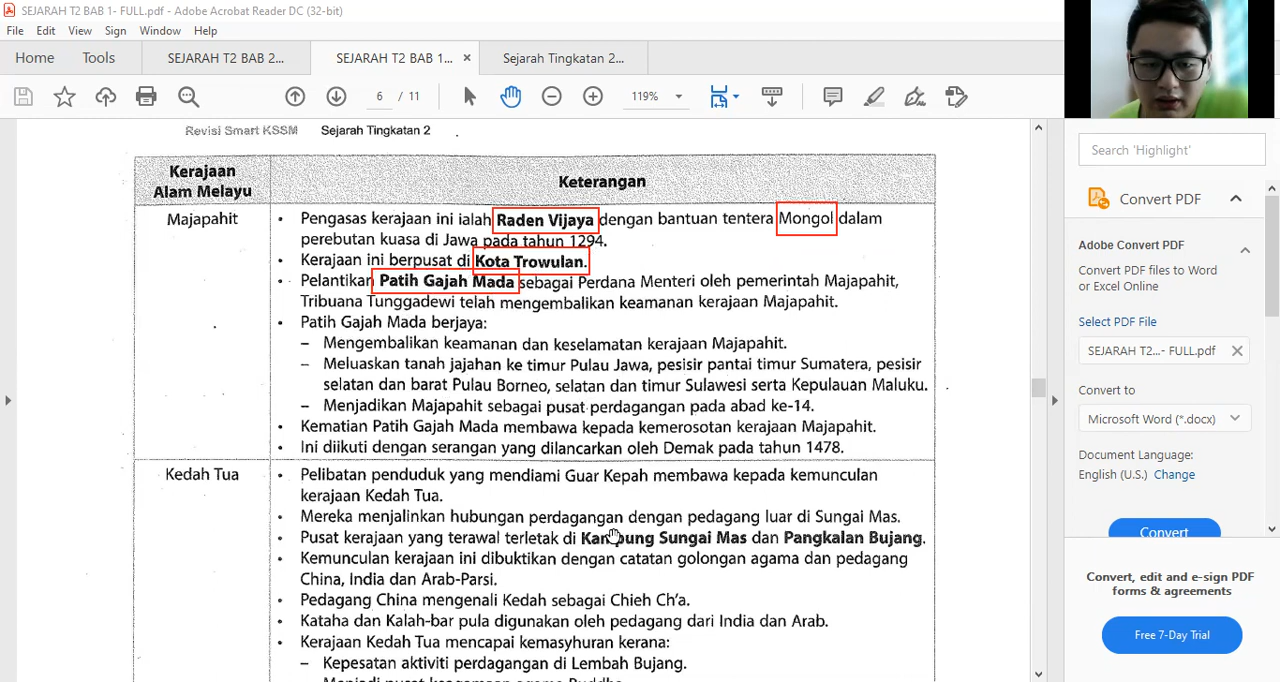 SEJARAH T2 BAB 1- FULL.pdf - Adobe Acrobat Reader DC (32-bit)
File Edit View Sign Window Help
Home Tools SEJARAH T2 BAB 2... SEJARAH T2 BAB 1... × Sejarah Tingkatan 2...
6 / 11 119%
Revisi Smart KSSM Sejarah Tingkatan 2
Kerajaan
Alam Melayu
Keterangan
Majapahit
• Pengasas kerajaan ini ialah Raden Vijaya dengan bantuan tentera Mongol dalam
perebutan kuasa di Jawa pada tahun 1294.
• Kerajaan ini berpusat di Kota Trowulan.
• Pelantikan Patih Gajah Mada sebagai Perdana Menteri oleh pemerintah Majapahit,
Tribuana Tunggadewi telah mengembalikan keamanan kerajaan Majapahit.
• Patih Gajah Mada berjaya:
– Mengembalikan keamanan dan keselamatan kerajaan Majapahit.
– Meluaskan tanah jajahan ke timur Pulau Jawa, pesisir pantai timur Sumatera, pesisir
selatan dan barat Pulau Borneo, selatan dan timur Sulawesi serta Kepulauan Maluku.
– Menjadikan Majapahit sebagai pusat perdagangan pada abad ke-14.
• Kematian Patih Gajah Mada membawa kepada kemerosotan kerajaan Majapahit.
• Ini diikuti dengan serangan yang dilancarkan oleh Demak pada tahun 1478.
Kedah Tua
• Pelibatan penduduk yang mendiami Guar Kepah membawa kepada kemunculan
kerajaan Kedah Tua.
• Mereka menjalinkan hubungan perdagangan dengan pedagang luar di Sungai Mas.
• Pusat kerajaan yang terawal terletak di Kampung Sungai Mas dan Pangkalan Bujang.
• Kemunculan kerajaan ini dibuktikan dengan catatan golongan agama dan pedagang
China, India dan Arab-Parsi.
• Pedagang China mengenali Kedah sebagai Chieh Ch'a.
• Kataha dan Kalah-bar pula digunakan oleh pedagang dari India dan Arab.
• Kerajaan Kedah Tua mencapai kemasyhuran kerana:
– Kepesatan aktiviti perdagangan di Lembah Bujang.
– Menjadi pusat keagamaan agama Buddha.
Search 'Highlight'
Convert PDF
Adobe Convert PDF
Convert PDF files to Word
or Excel Online
Select PDF File
SEJARAH T2...- FULL.pdf ×
Convert to
Microsoft Word (*.docx)
Document Language:
English (U.S.) Change
Convert
Convert, edit and e-sign PDF
forms & agreements
Free 7-Day Trial